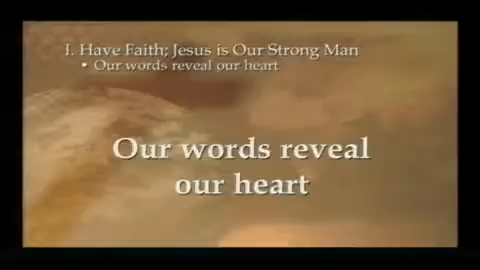 I. Have Faith; Jesus is Our Strong Man
• Our words reveal our heart
Our words reveal
our heart